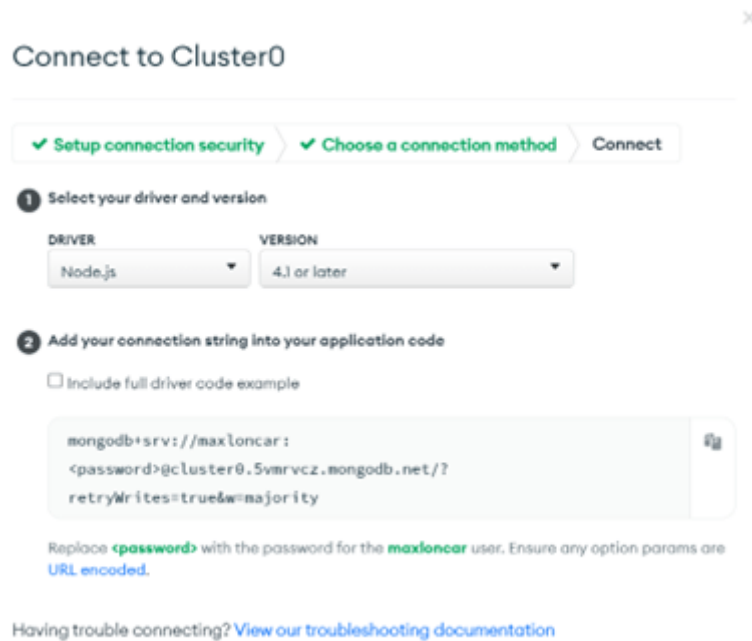 Connect to Cluster0
✔ Setup connection security
✔ Choose a connection method
Connect
1 Select your driver and version
DRIVER
VERSION
Node.js
4.1 or later
2 Add your connection string into your application code
Include full driver code example
mongodb+srv://maxloncar:
<password>@cluster0.5vmrvcz.mongodb.net/?
retryWrites=true&w=majority
Replace <password> with the password for the maxloncar user. Ensure any option params are
URL encoded.
Having trouble connecting? View our troubleshooting documentation